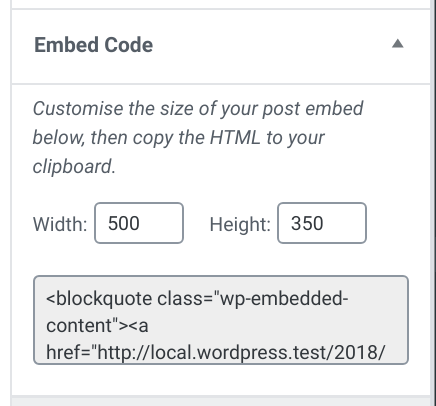 Embed Code
Customise the size of your post embed
below, then copy the HTML to your
clipboard.
Width: 500 Height: 350
<blockquote class="wp-embedded-
content"><a
href="http://local.wordpress.test/2018/